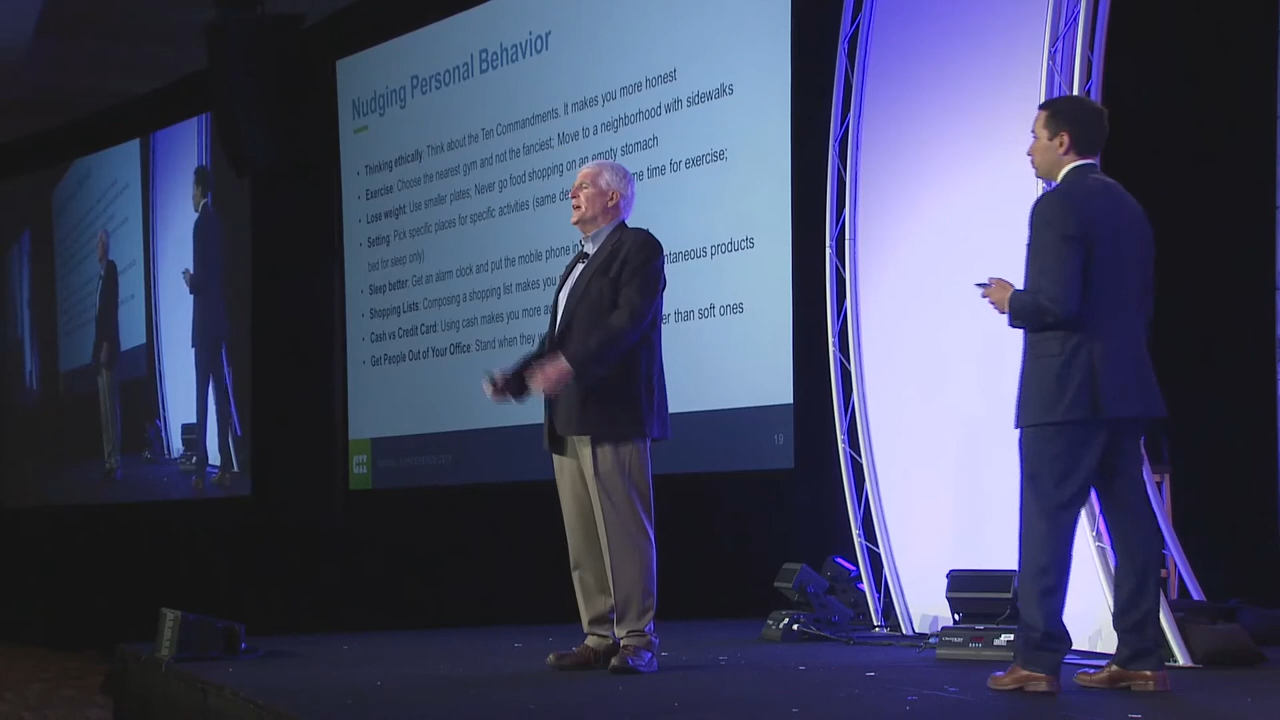 Nudging Personal Behavior
• Thinking ethically: Think about the Ten Commandments. It makes you more honest
• Exercise: Choose the nearest gym and not the fanciest; Move to a neighborhood with sidewalks
• Lose weight: Use smaller plates; Never go food shopping on an empty stomach
• Setting: Pick specific places for specific activities (same time for exercise;
bed for sleep only)
• Sleep better: Get an alarm clock and put the mobile phone in
• Shopping Lists: Composing a shopping list makes you products
• Cash vs Credit Card: Using cash makes you more
• Get People Out of Your Office: Stand when they than soft ones
19